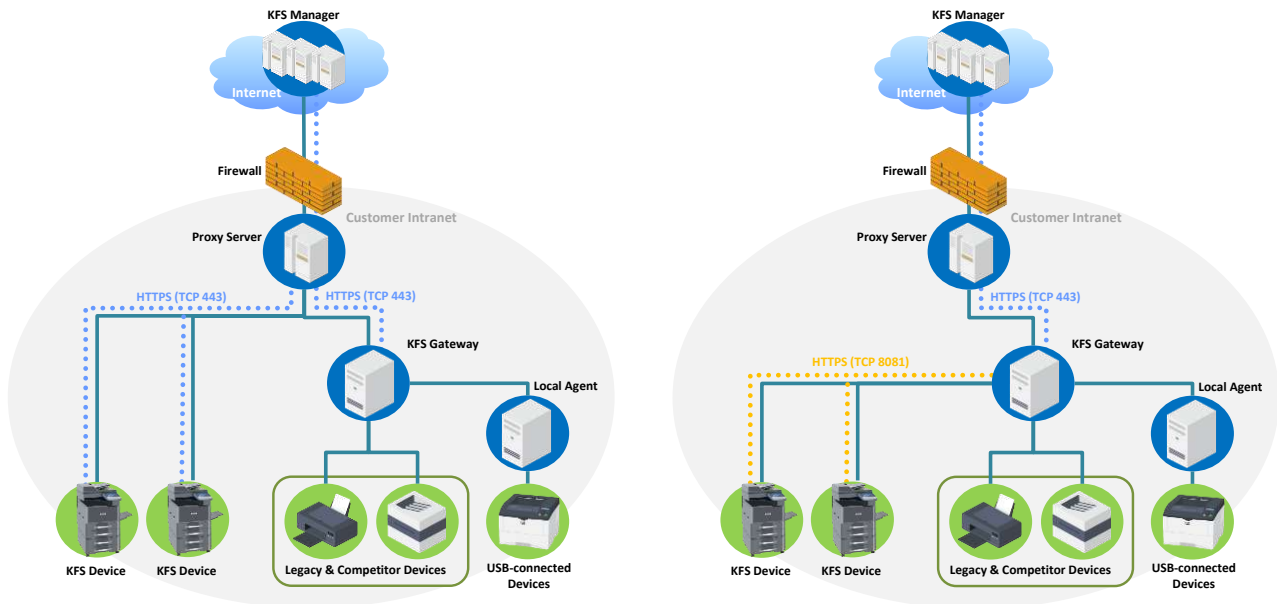 KFS Manager
Internet
Firewall
Customer Intranet
Proxy Server
HTTPS (TCP 443)
HTTPS (TCP 443)
KFS Gateway
Local Agent
KFS Device
KFS Device
Legacy & Competitor Devices
USB-connected
Devices
KFS Manager
Internet
Firewall
Customer Intranet
Proxy Server
HTTPS (TCP 443)
KFS Gateway
HTTPS (TCP 8081)
Local Agent
KFS Device
KFS Device
Legacy & Competitor Devices
USB-connected
Devices